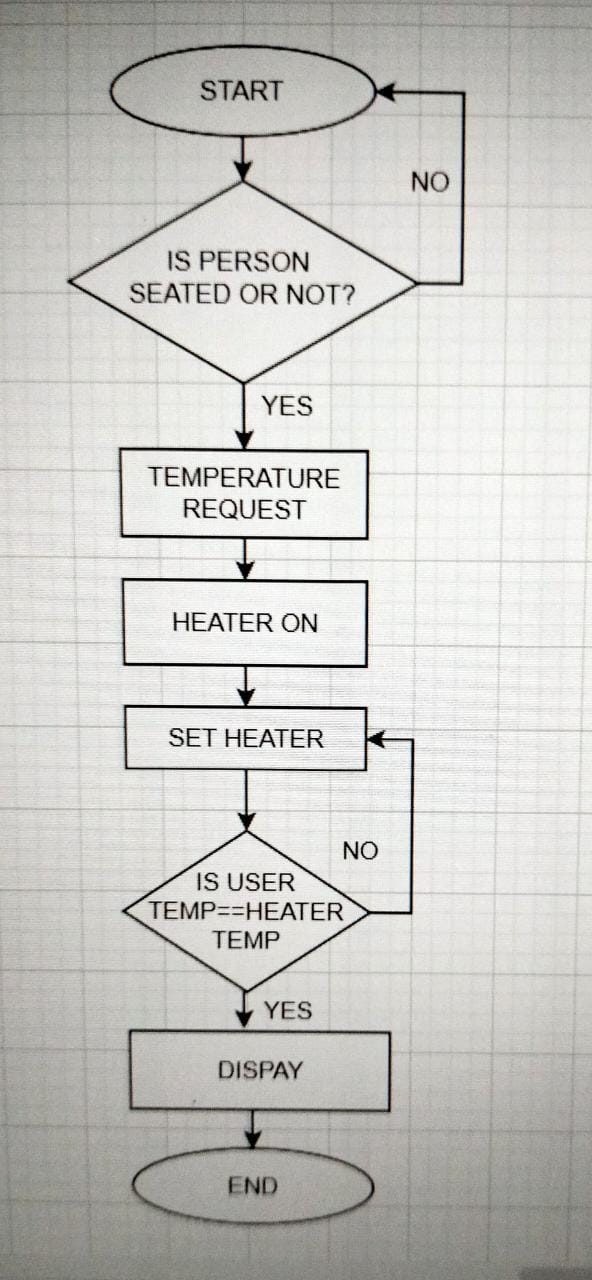 START
NO
IS PERSON
SEATED OR NOT?
YES
TEMPERATURE
REQUEST
HEATER ON
SET HEATER
NO
IS USER
TEMP==HEATER
TEMP
YES
DISPAY
END